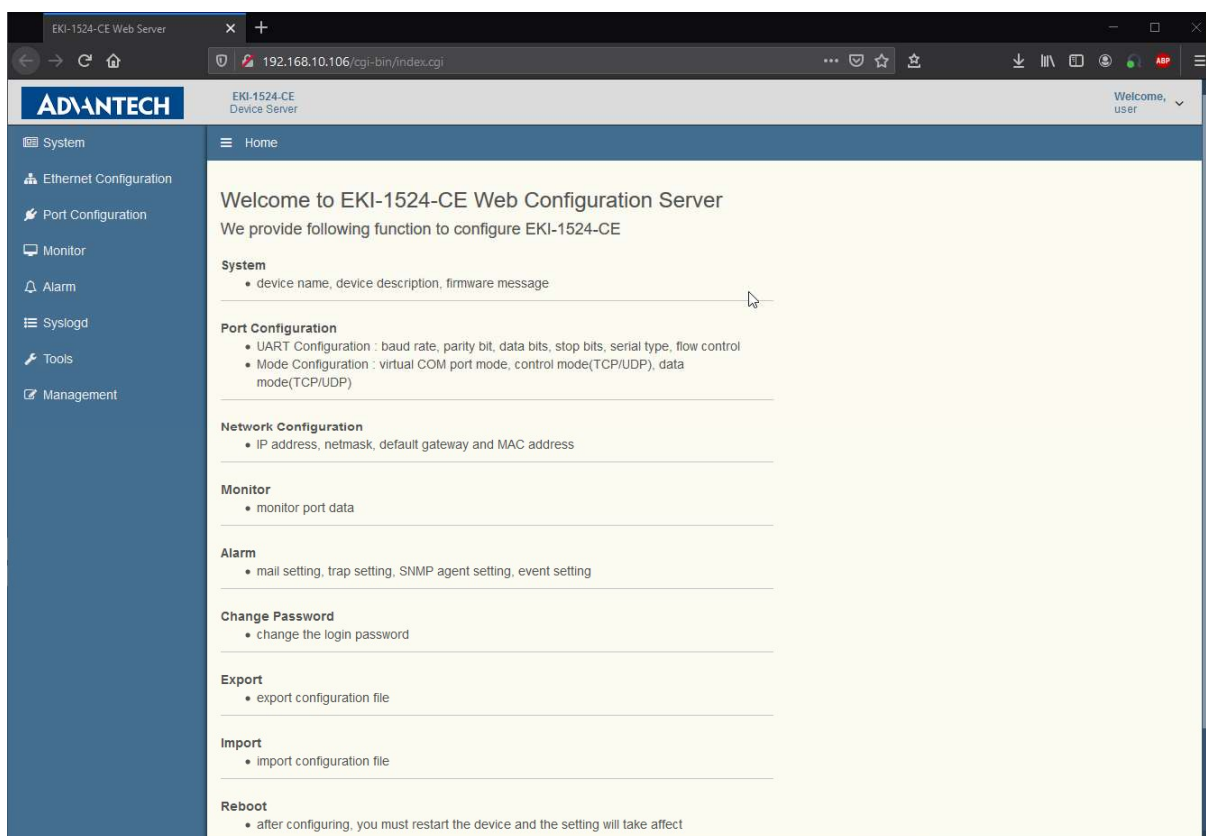 EKI-1524-CE Web Server
192.168.10.106/cgi-bin/index.cgi
ABP
ADVANTECH
EKI-1524-CE
Device Server
Welcome,
user
System
Ethernet Configuration
Port Configuration
Monitor
Alarm
Syslogd
Tools
Management
Home
Welcome to EKI-1524-CE Web Configuration Server
We provide following function to configure EKI-1524-CE
System
• device name, device description, firmware message
Port Configuration
• UART Configuration : baud rate, parity bit, data bits, stop bits, serial type, flow control
• Mode Configuration : virtual COM port mode, control mode(TCP/UDP), data
mode(TCP/UDP)
Network Configuration
• IP address, netmask, default gateway and MAC address
Monitor
• monitor port data
Alarm
• mail setting, trap setting, SNMP agent setting, event setting
Change Password
• change the login password
Export
• export configuration file
Import
• import configuration file
Reboot
• after configuring, you must restart the device and the setting will take affect